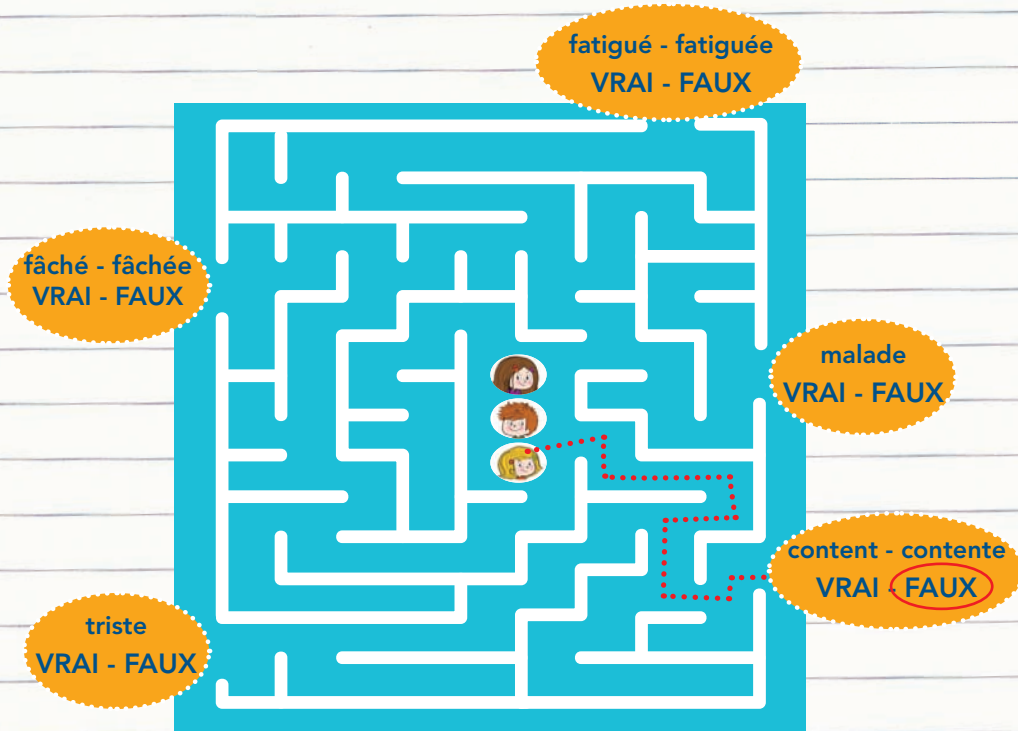 fatigué - fatiguée
VRAI - FAUX
fâché - fâchée
VRAI - FAUX
malade
VRAI - FAUX
content - contente
VRAI - FAUX
triste
VRAI - FAUX